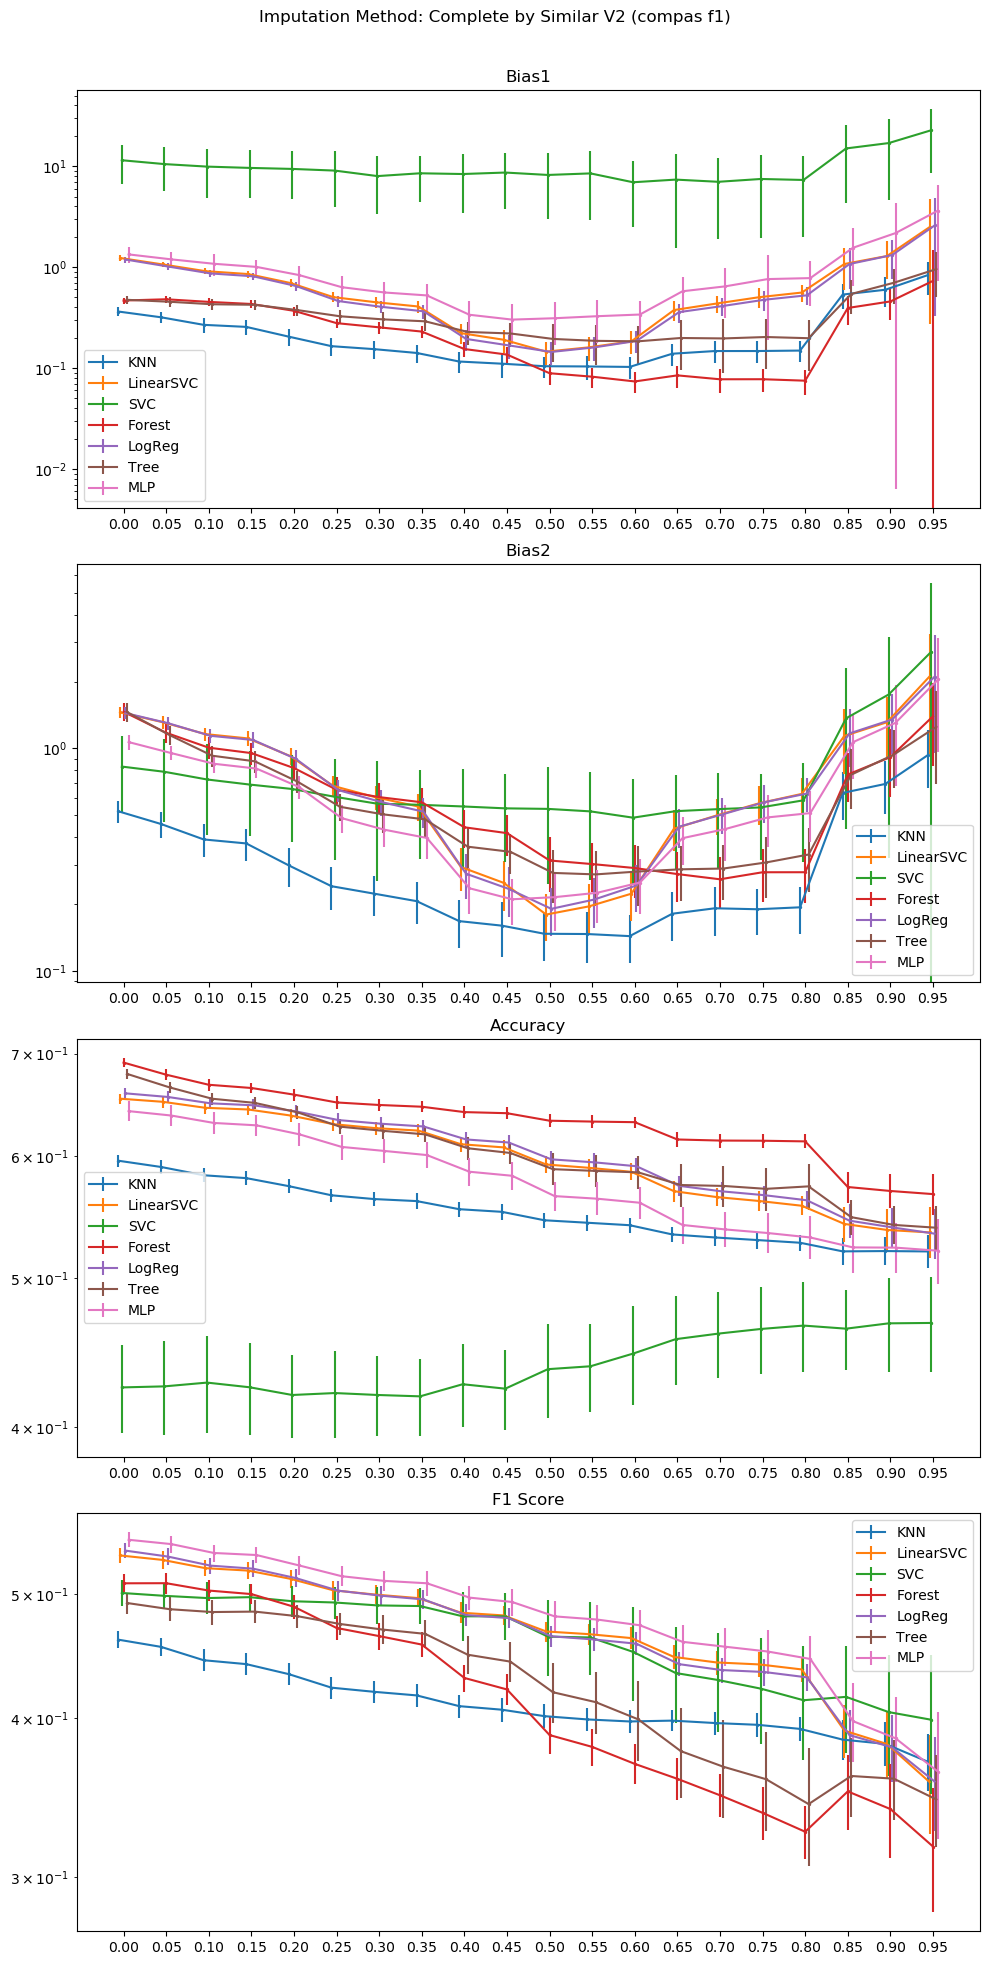 Imputation Method: Complete by Similar V2 (compas f1)
Bias1
10^1
10^0
10^-1
10^-2
KNN
LinearSVC
SVC
Forest
LogReg
Tree
MLP
0.00 0.05 0.10 0.15 0.20 0.25 0.30 0.35 0.40 0.45 0.50 0.55 0.60 0.65 0.70 0.75 0.80 0.85 0.90 0.95
Bias2
10^0
10^-1
KNN
LinearSVC
SVC
Forest
LogReg
Tree
MLP
0.00 0.05 0.10 0.15 0.20 0.25 0.30 0.35 0.40 0.45 0.50 0.55 0.60 0.65 0.70 0.75 0.80 0.85 0.90 0.95
Accuracy
7 × 10^-1
6 × 10^-1
5 × 10^-1
4 × 10^-1
KNN
LinearSVC
SVC
Forest
LogReg
Tree
MLP
0.00 0.05 0.10 0.15 0.20 0.25 0.30 0.35 0.40 0.45 0.50 0.55 0.60 0.65 0.70 0.75 0.80 0.85 0.90 0.95
F1 Score
5 × 10^-1
4 × 10^-1
3 × 10^-1
KNN
LinearSVC
SVC
Forest
LogReg
Tree
MLP
0.00 0.05 0.10 0.15 0.20 0.25 0.30 0.35 0.40 0.45 0.50 0.55 0.60 0.65 0.70 0.75 0.80 0.85 0.90 0.95